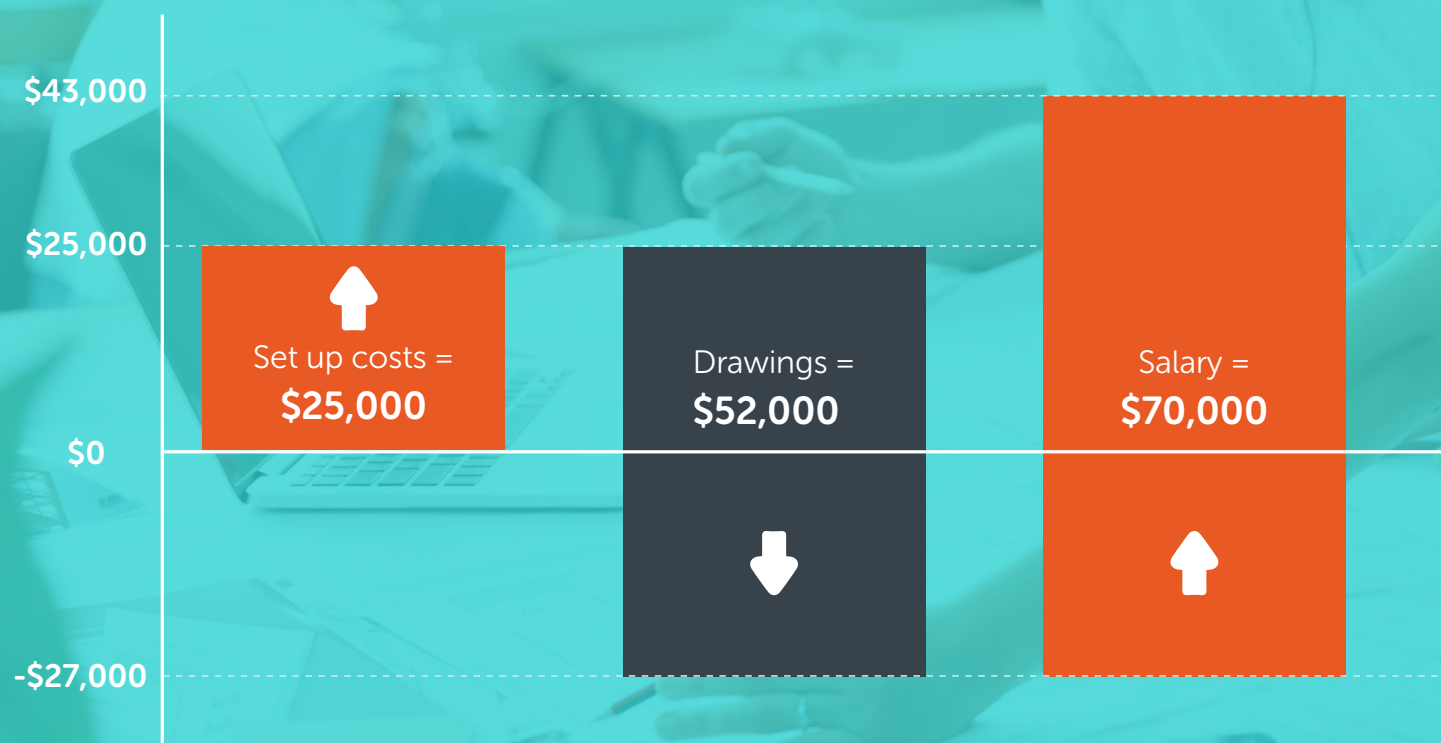 $43,000
$25,000
Set up costs =
$25,000
Drawings =
$52,000
Salary =
$70,000
$0
-$27,000